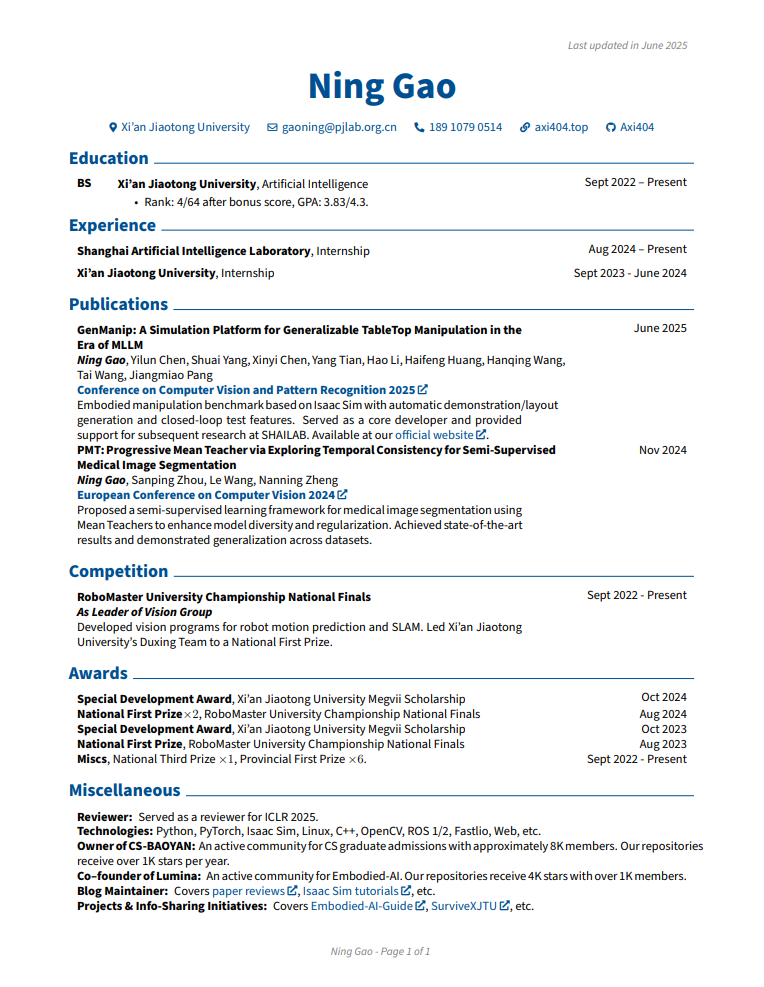 Last updated in June 2025
Ning Gao
Xi'an Jiaotong University gaoning@pjlab.org.cn 189 1079 0514 axi404.top Axi404
Education
BS Xi'an Jiaotong University, Artificial Intelligence Sept 2022 – Present
• Rank: 4/64 after bonus score, GPA: 3.83/4.3.
Experience
Shanghai Artificial Intelligence Laboratory, Internship Aug 2024 – Present
Xi'an Jiaotong University, Internship Sept 2023 - June 2024
Publications
GenManip: A Simulation Platform for Generalizable TableTop Manipulation in the June 2025
Era of MLLM
Ning Gao, Yilun Chen, Shuai Yang, Xinyi Chen, Yang Tian, Hao Li, Haifeng Huang, Hanqing Wang,
Tai Wang, Jiangmiao Pang
Conference on Computer Vision and Pattern Recognition 2025
Embodied manipulation benchmark based on Isaac Sim with automatic demonstration/layout
generation and closed-loop test features. Served as a core developer and provided
support for subsequent research at SHAILAB. Available at our official website.
PMT: Progressive Mean Teacher via Exploring Temporal Consistency for Semi-Supervised Nov 2024
Medical Image Segmentation
Ning Gao, Sanping Zhou, Le Wang, Nanning Zheng
European Conference on Computer Vision 2024
Proposed a semi-supervised learning framework for medical image segmentation using
Mean Teachers to enhance model diversity and regularization. Achieved state-of-the-art
results and demonstrated generalization across datasets.
Competition
RoboMaster University Championship National Finals Sept 2022 - Present
As Leader of Vision Group
Developed vision programs for robot motion prediction and SLAM. Led Xi'an Jiaotong
University's Duxing Team to a National First Prize.
Awards
Special Development Award, Xi'an Jiaotong University Megvii Scholarship Oct 2024
National First Prize×2, RoboMaster University Championship National Finals Aug 2024
Special Development Award, Xi'an Jiaotong University Megvii Scholarship Oct 2023
National First Prize, RoboMaster University Championship National Finals Aug 2023
Miscs, National Third Prize ×1, Provincial First Prize ×6. Sept 2022 - Present
Miscellaneous
Reviewer: Served as a reviewer for ICLR 2025.
Technologies: Python, PyTorch, Isaac Sim, Linux, C++, OpenCV, ROS 1/2, Fastlio, Web, etc.
Owner of CS-BAOYAN: An active community for CS graduate admissions with approximately 8K members. Our repositories
receive over 1K stars per year.
Co–founder of Lumina: An active community for Embodied-AI. Our repositories receive 4K stars with over 1K members.
Blog Maintainer: Covers paper reviews, Isaac Sim tutorials, etc.
Projects & Info-Sharing Initiatives: Covers Embodied-AI-Guide, SurviveXJTU, etc.
Ning Gao - Page 1 of 1